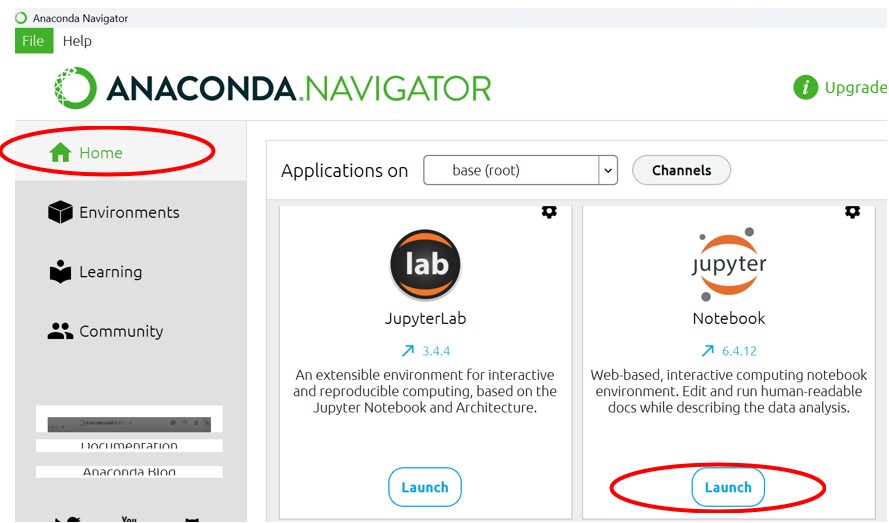 Anaconda Navigator
File Help
ANACONDA.NAVIGATOR
Upgrade
Home
Applications on base (root) Channels
Environments
Learning
Community
Documentation
Anaconda Blog
You
lab
JupyterLab
3.4.4
An extensible environment for interactive
and reproducible computing, based on the
Jupyter Notebook and Architecture.
Launch
jupyter
Notebook
6.4.12
Web-based, interactive computing notebook
environment. Edit and run human-readable
docs while describing the data analysis.
Launch